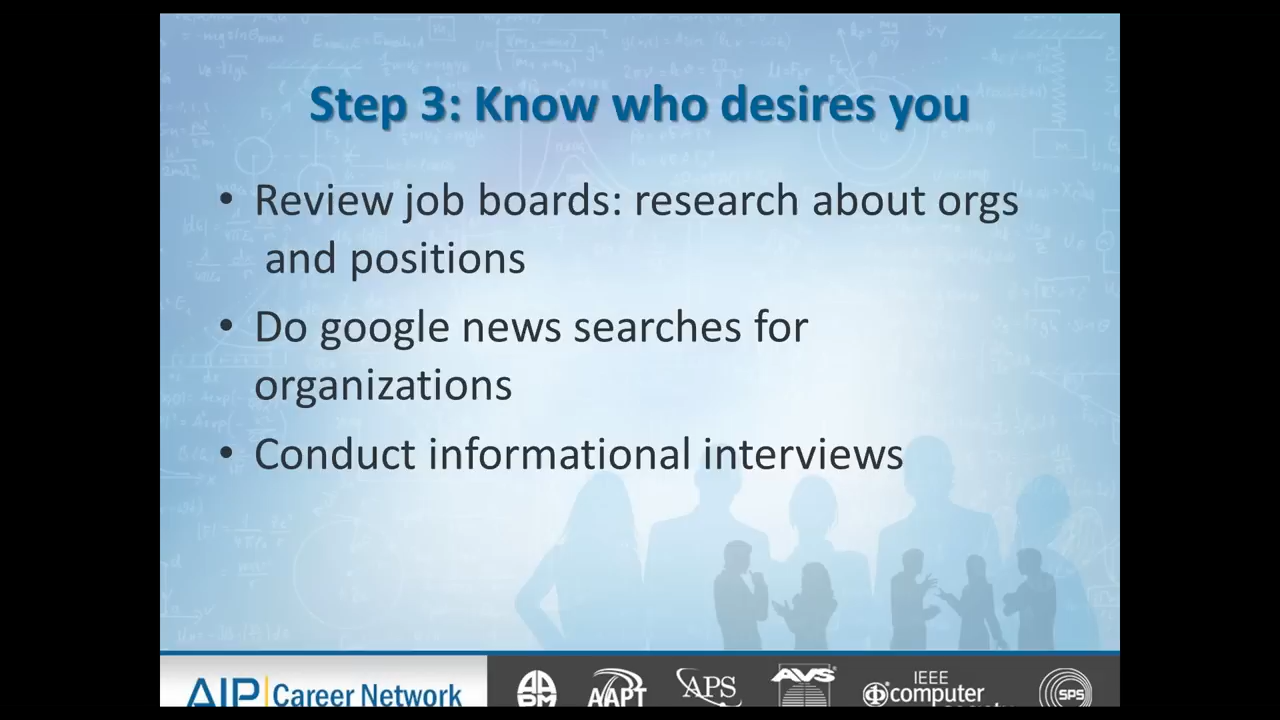 Step 3: Know who desires you
• Review job boards: research about orgs
and positions
• Do google news searches for
organizations
• Conduct informational interviews
AIP | Career Network
AAPT
APS
AVS
IEEE
computer
society
SPS